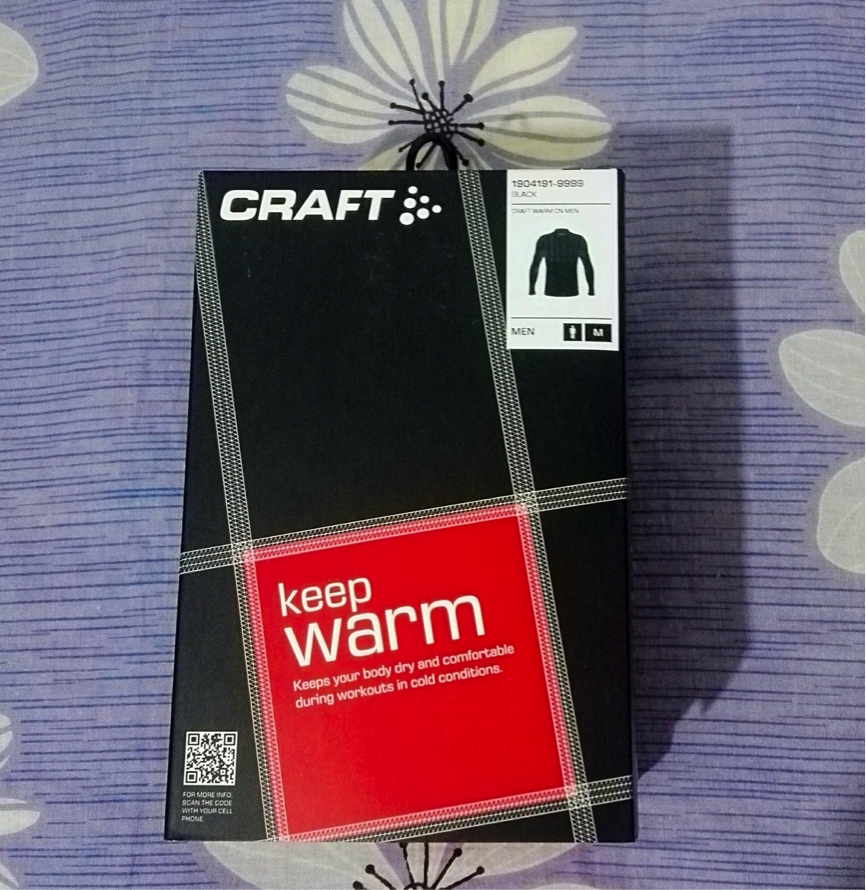 CRAFT
1904191-9999
BLACK
CRAFT WARM CN MEN
MEN
M
keep
warm
Keeps your body dry and comfortable
during workouts in cold conditions.
FOR MORE INFO,
SCAN THE CODE
WITH YOUR CELL
PHONE.